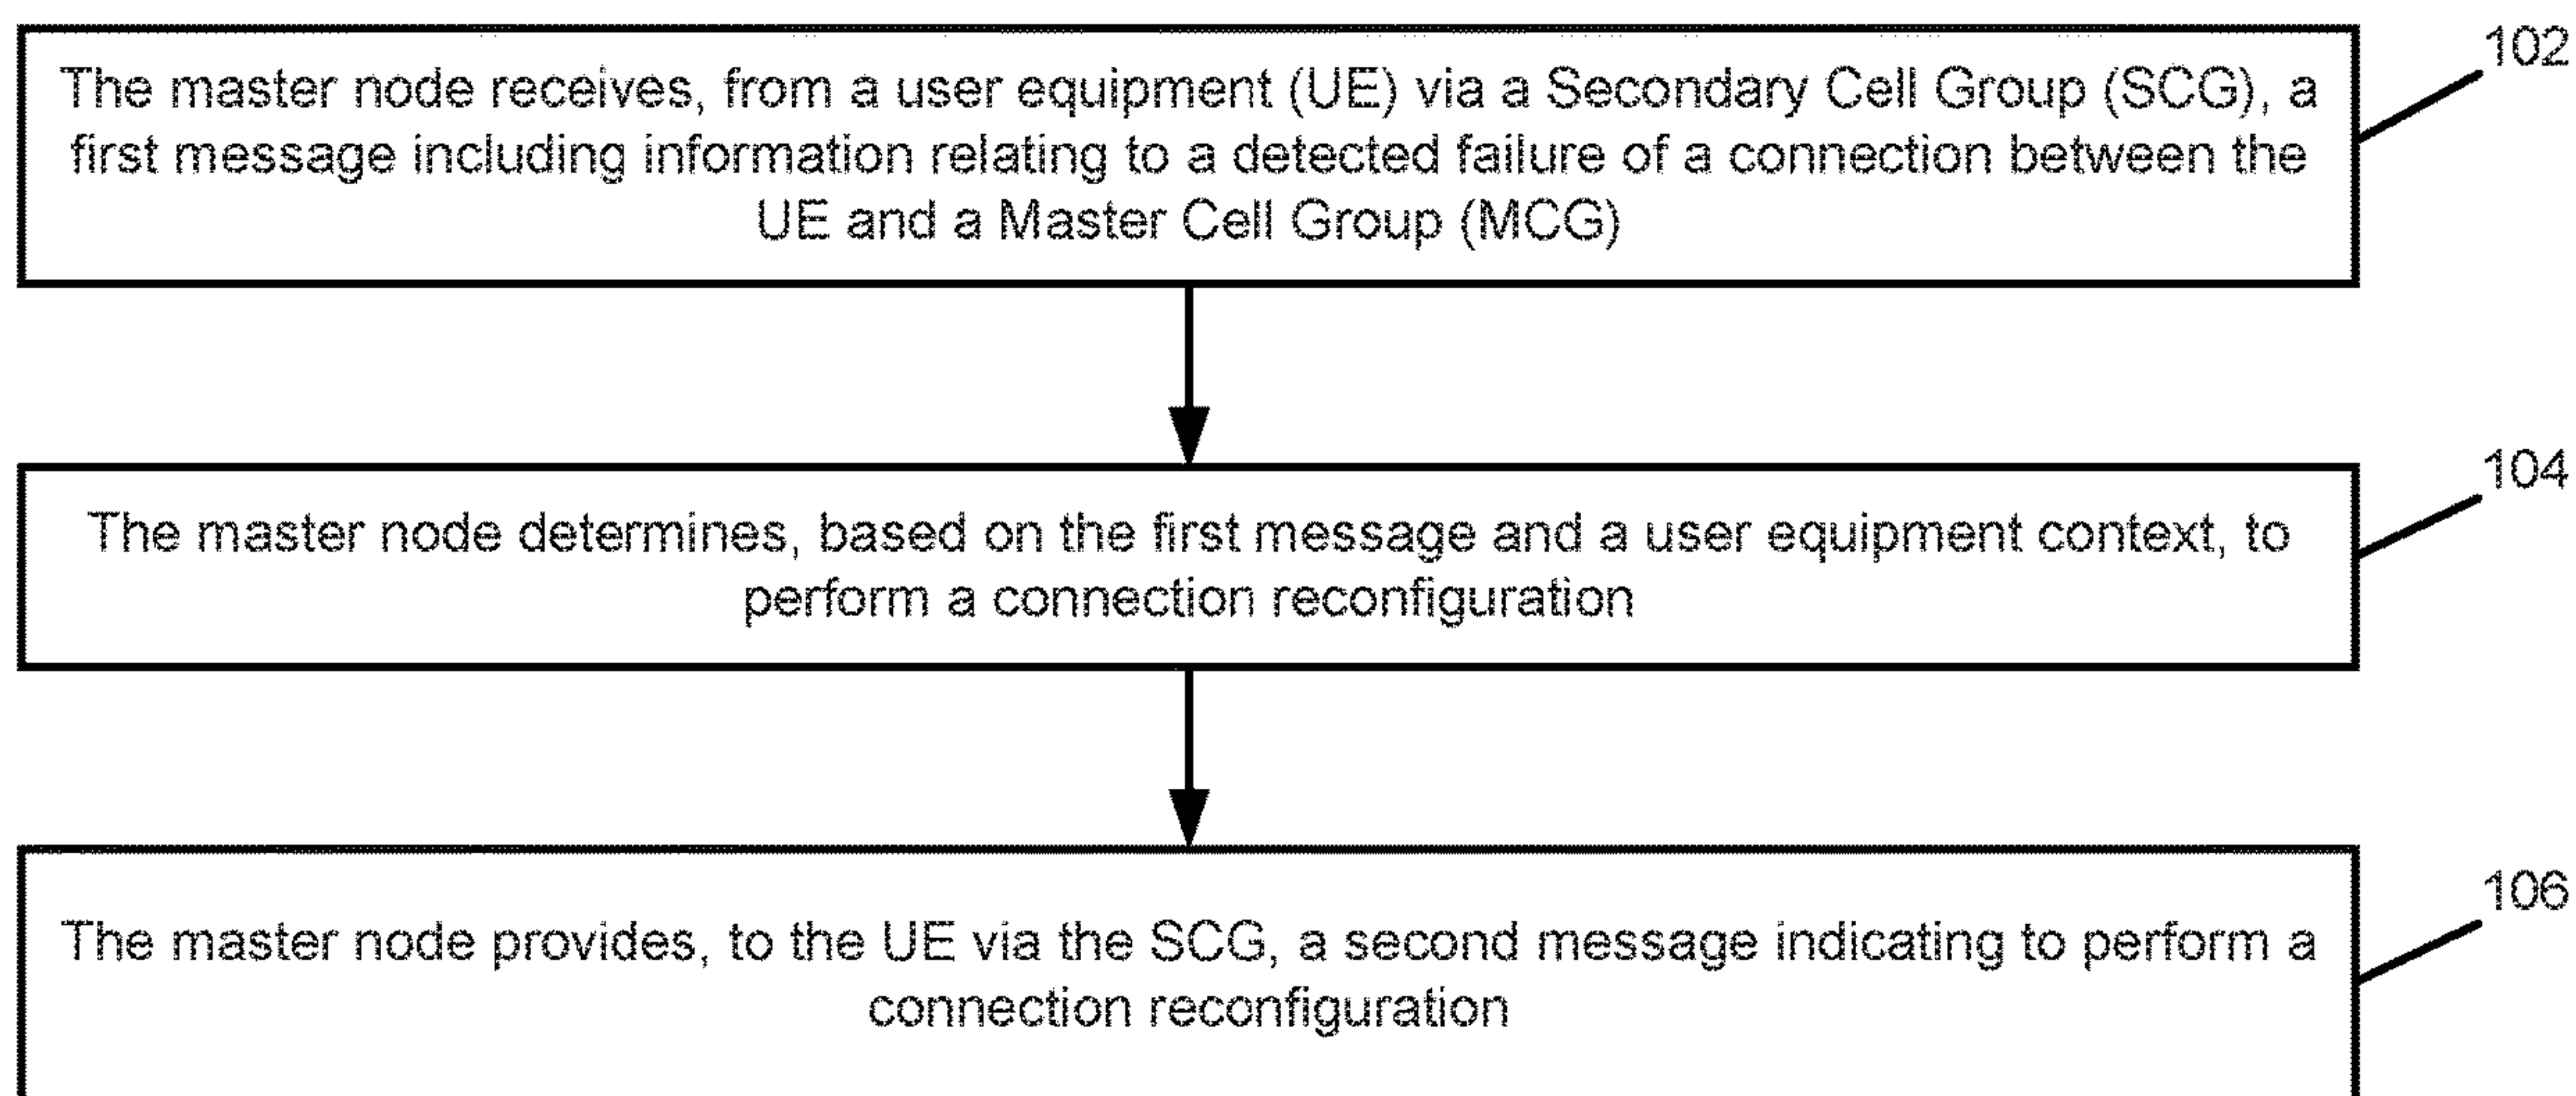 The master node receives, from a user equipment (UE) via a Secondary Cell Group (SCG), a
first message including information relating to a detected failure of a connection between the
UE and a Master Cell Group (MCG)
102
The master node determines, based on the first message and a user equipment context, to
perform a connection reconfiguration
104
The master node provides, to the UE via the SCG, a second message indicating to perform a
connection reconfiguration
106